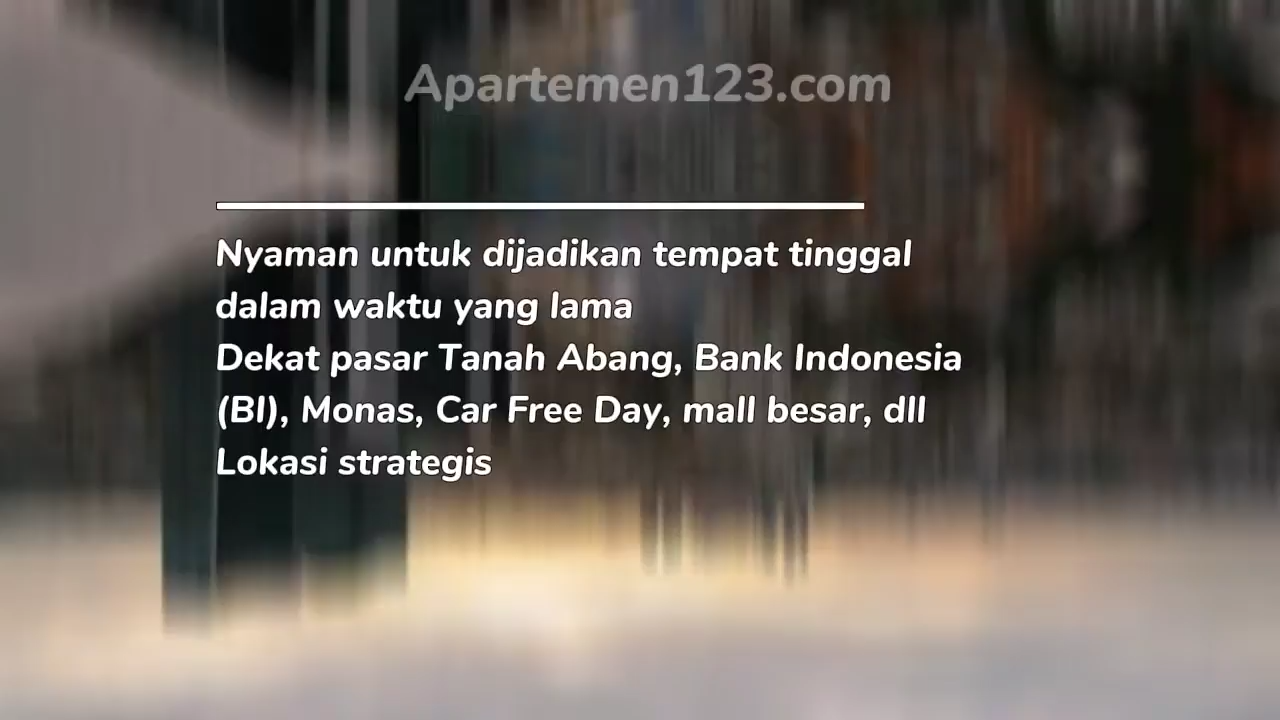 Apartemen123.com
Nyaman untuk dijadikan tempat tinggal
dalam waktu yang lama
Dekat pasar Tanah Abang, Bank Indonesia
(BI), Monas, Car Free Day, mall besar, dll
Lokasi strategis